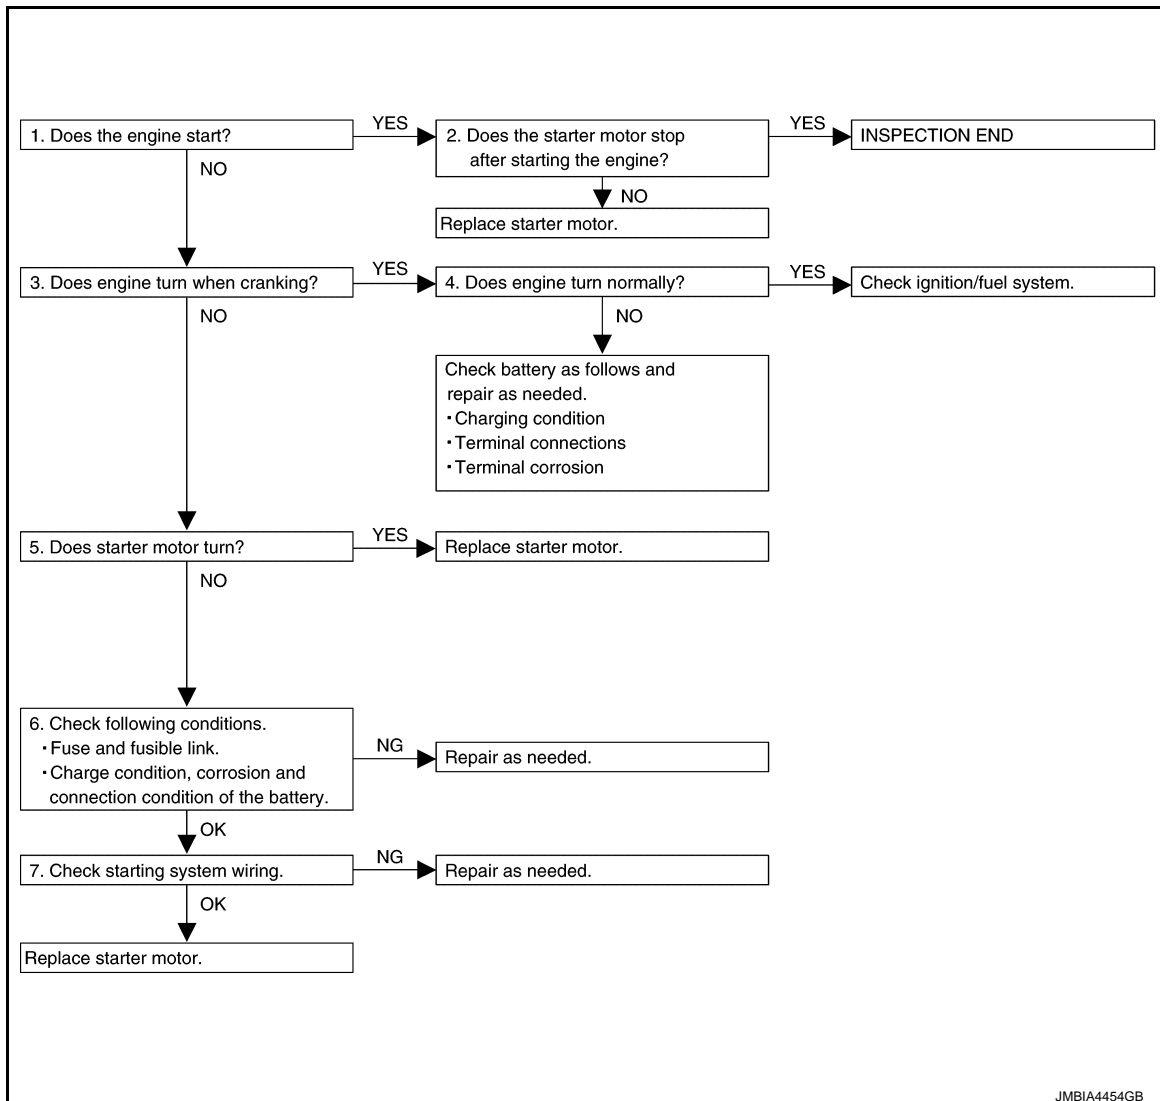 1. Does the engine start?
YES
2. Does the starter motor stop
after starting the engine?
YES
INSPECTION END
NO
NO
Replace starter motor.
3. Does engine turn when cranking?
YES
4. Does engine turn normally?
YES
Check ignition/fuel system.
NO
NO
Check battery as follows and
repair as needed.
・Charging condition
・Terminal connections
・Terminal corrosion
5. Does starter motor turn?
YES
Replace starter motor.
NO
6. Check following conditions.
・Fuse and fusible link.
・Charge condition, corrosion and
connection condition of the battery.
NG
Repair as needed.
OK
7. Check starting system wiring.
NG
Repair as needed.
OK
Replace starter motor.
JMBIA4454GB